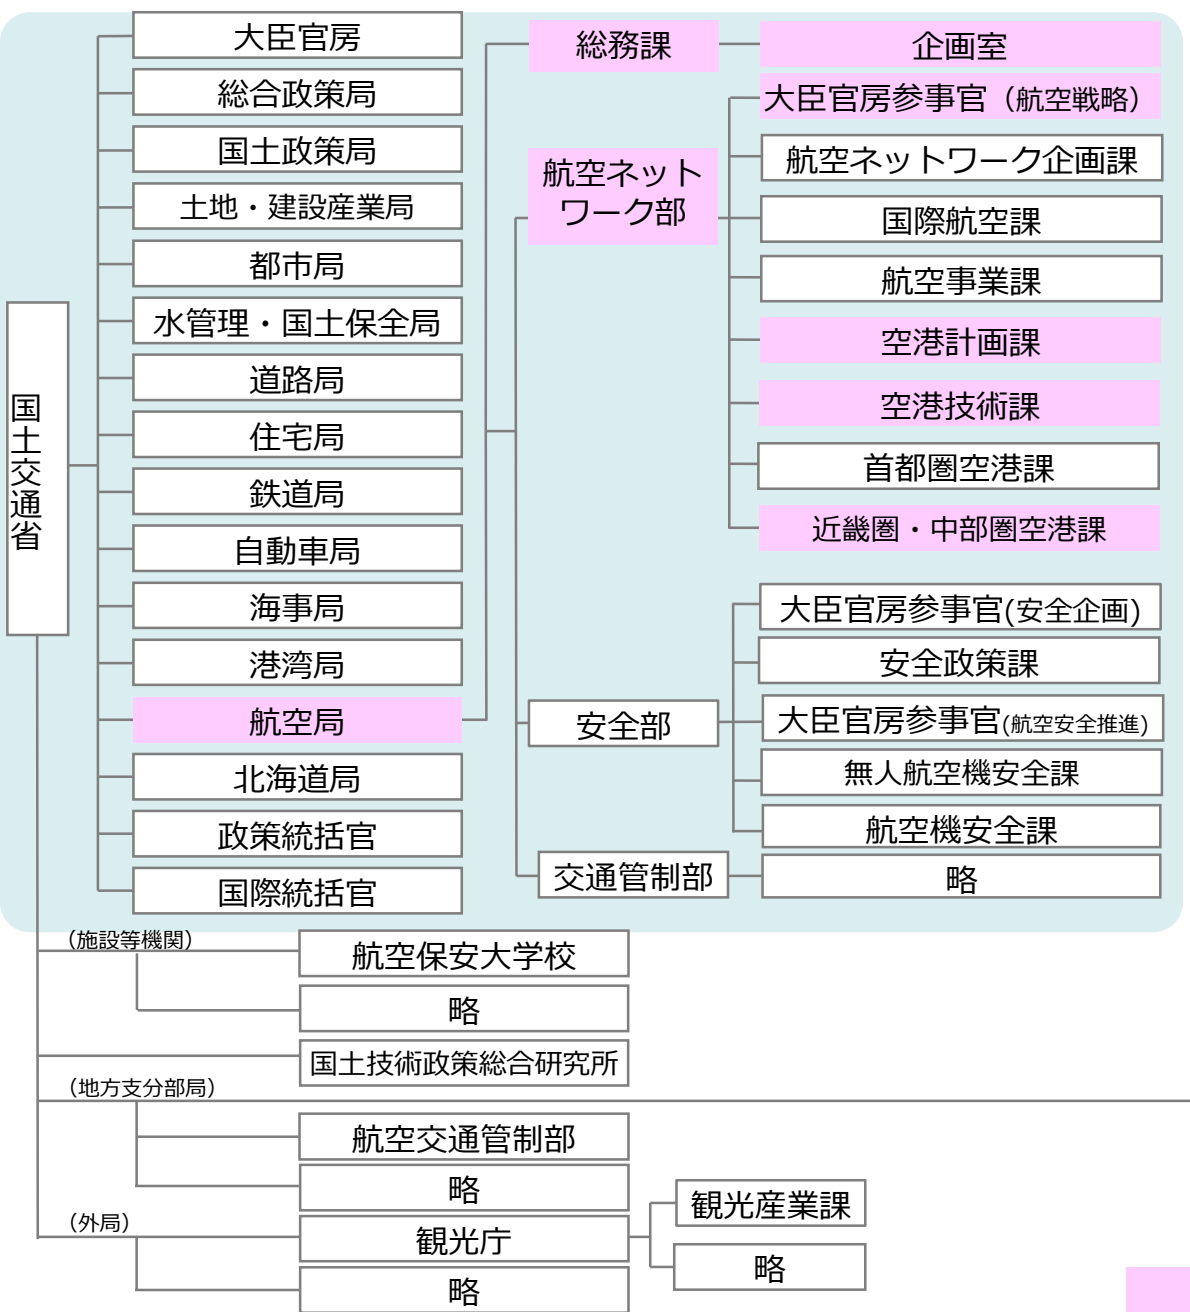 国土交通省
大臣官房
総合政策局
国土政策局
土地・建設産業局
都市局
水管理・国土保全局
道路局
住宅局
鉄道局
自動車局
海事局
港湾局
航空局
北海道局
政策統括官
国際統括官
総務課
企画室
航空ネット
ワーク部
大臣官房参事官（航空戦略）
航空ネットワーク企画課
国際航空課
航空事業課
空港計画課
空港技術課
首都圏空港課
近畿圏・中部圏空港課
安全部
大臣官房参事官(安全企画)
安全政策課
大臣官房参事官(航空安全推進)
無人航空機安全課
航空機安全課
交通管制部
略
（施設等機関）
航空保安大学校
略
国土技術政策総合研究所
（地方支分部局）
航空交通管制部
略
（外局）
観光庁
観光産業課
略
略